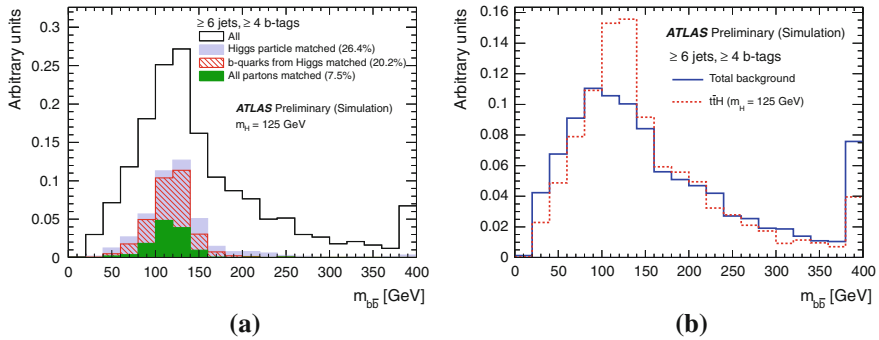 ≥ 6 jets, ≥ 4 b-tags
All
Higgs particle matched (26.4%)
b-quarks from Higgs matched (20.2%)
All partons matched (7.5%)
ATLAS Preliminary (Simulation)
m_H = 125 GeV
Arbitrary units
0.3
0.25
0.2
0.15
0.1
0.05
0
0 50 100 150 200 250 300 350 400
m_{bb̄} [GeV]
(a)
ATLAS Preliminary (Simulation)
≥ 6 jets, ≥ 4 b-tags
Total background
tt̄H (m_H = 125 GeV)
Arbitrary units
0.16
0.14
0.12
0.1
0.08
0.06
0.04
0.02
0
0 50 100 150 200 250 300 350 400
m_{bb̄} [GeV]
(b)